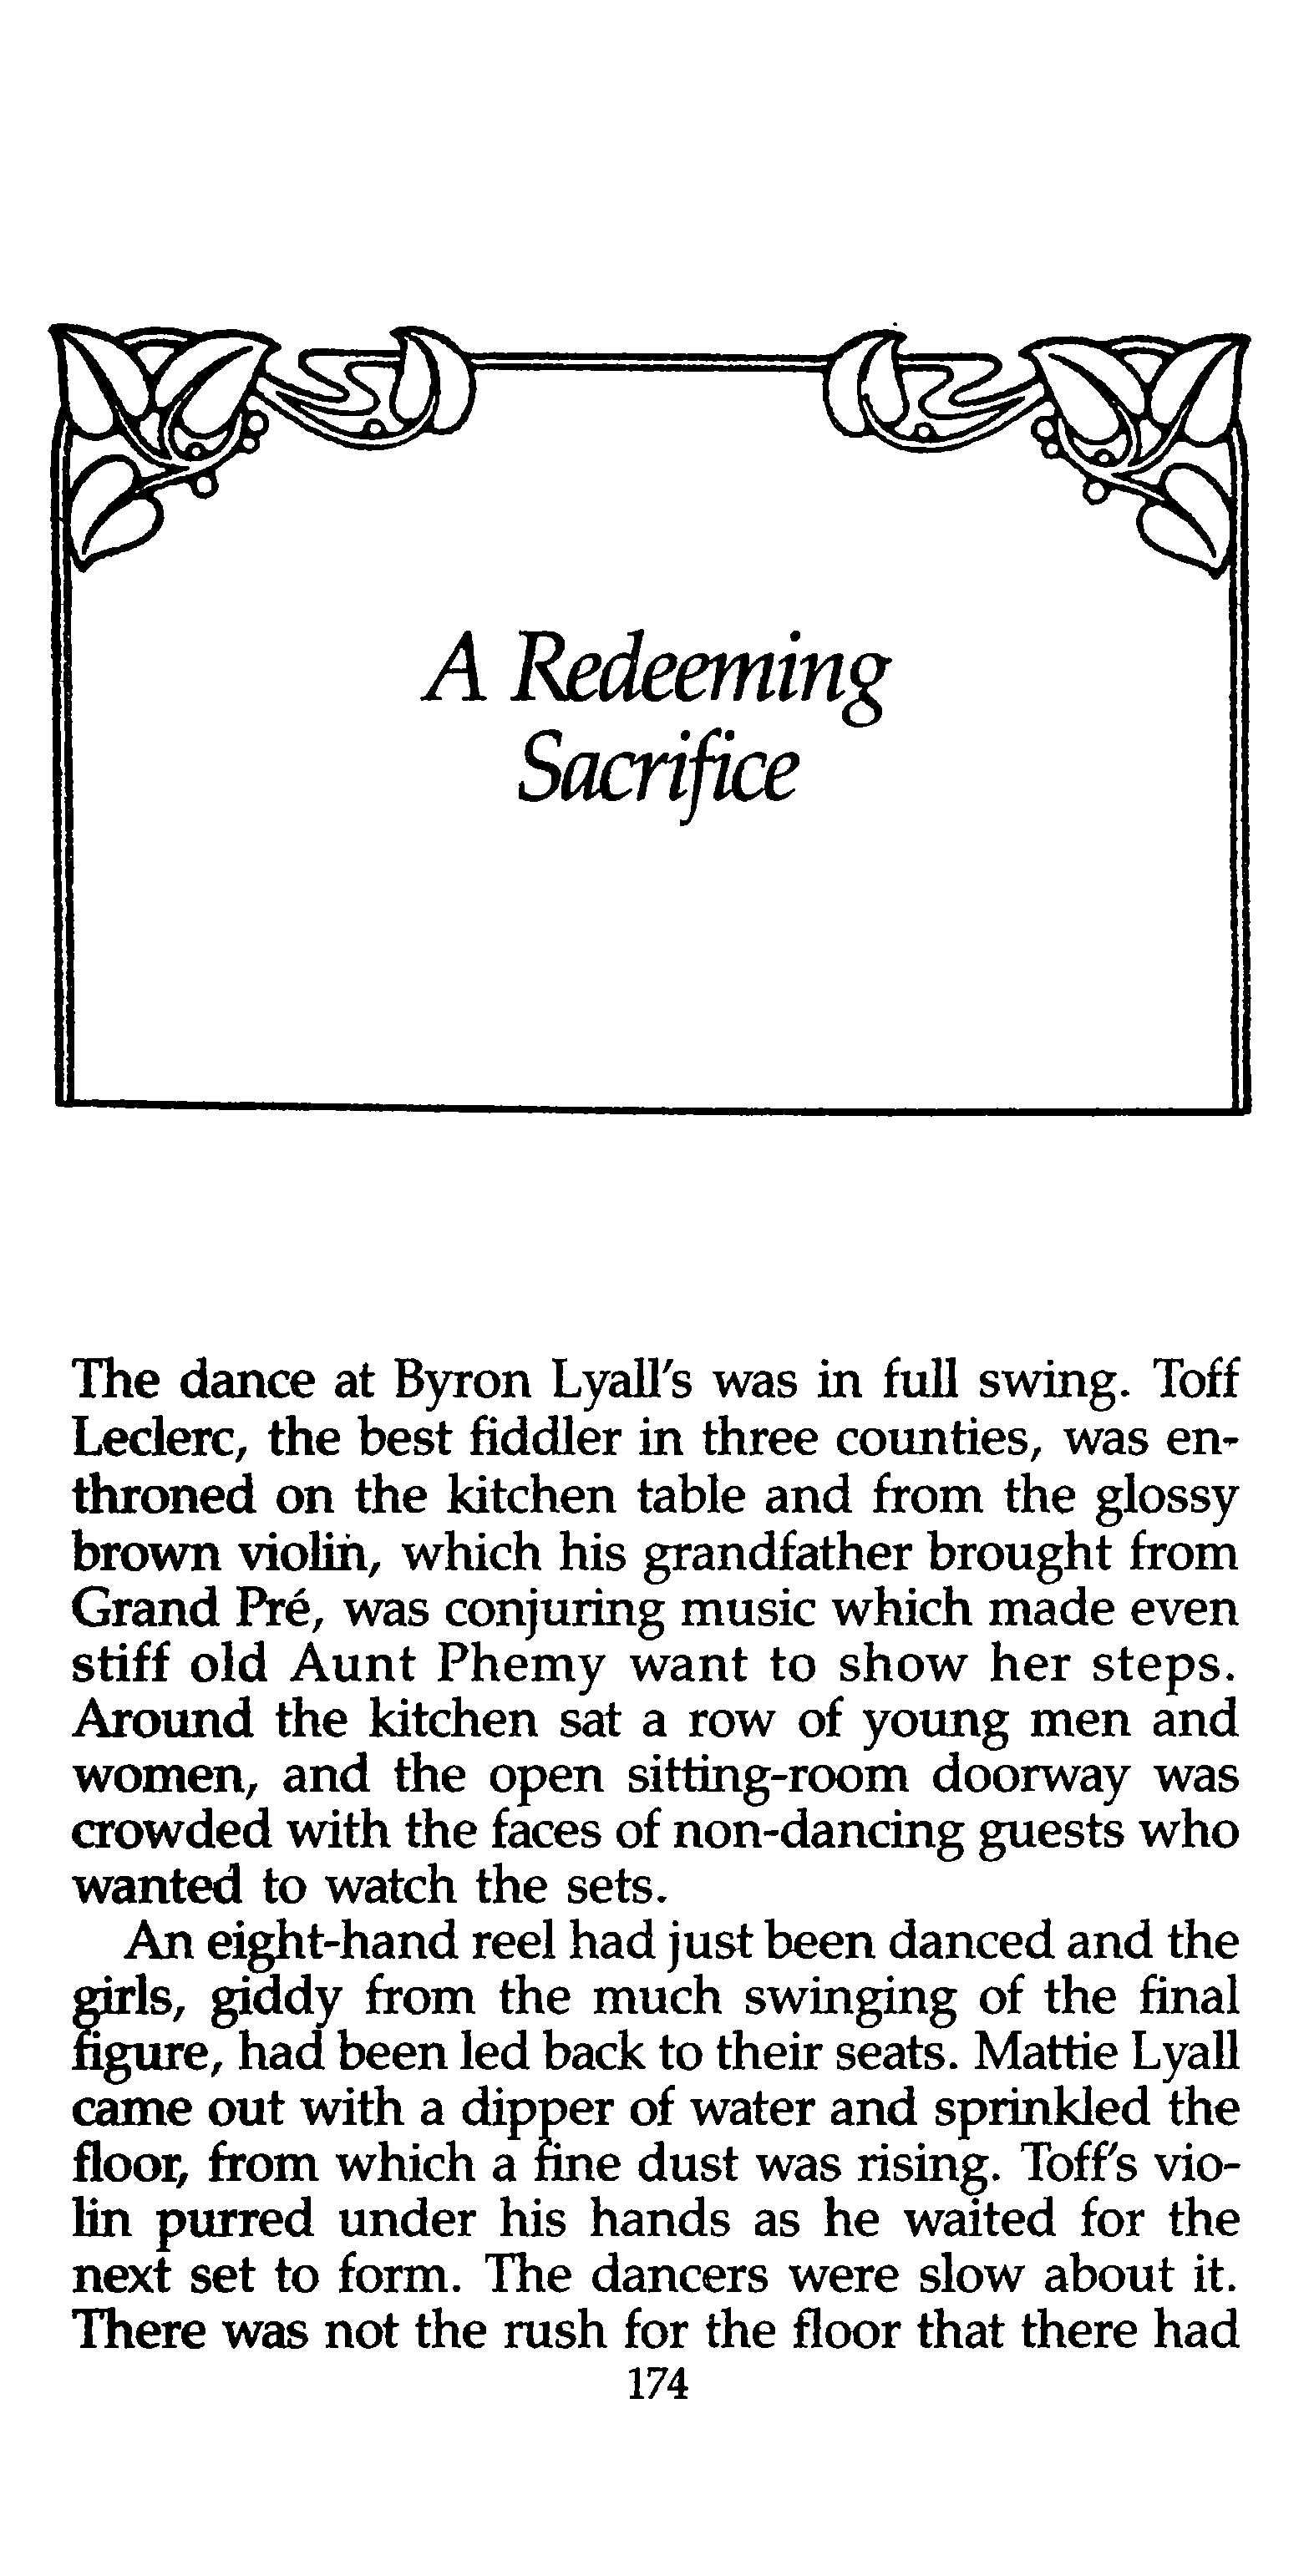 A Redeeming
Sacrifice
The dance at Byron Lyall's was in full swing. Toff
Leclerc, the best fiddler in three counties, was en-
throned on the kitchen table and from the glossy
brown violin, which his grandfather brought from
Grand Pré, was conjuring music which made even
stiff old Aunt Phemy want to show her steps.
Around the kitchen sat a row of young men and
women, and the open sitting-room doorway was
crowded with the faces of non-dancing guests who
wanted to watch the sets.
An eight-hand reel had just been danced and the
girls, giddy from the much swinging of the final
figure, had been led back to their seats. Mattie Lyall
came out with a dipper of water and sprinkled the
floor, from which a fine dust was rising. Toff's vio-
lin purred under his hands as he waited for the
next set to form. The dancers were slow about it.
There was not the rush for the floor that there had
174